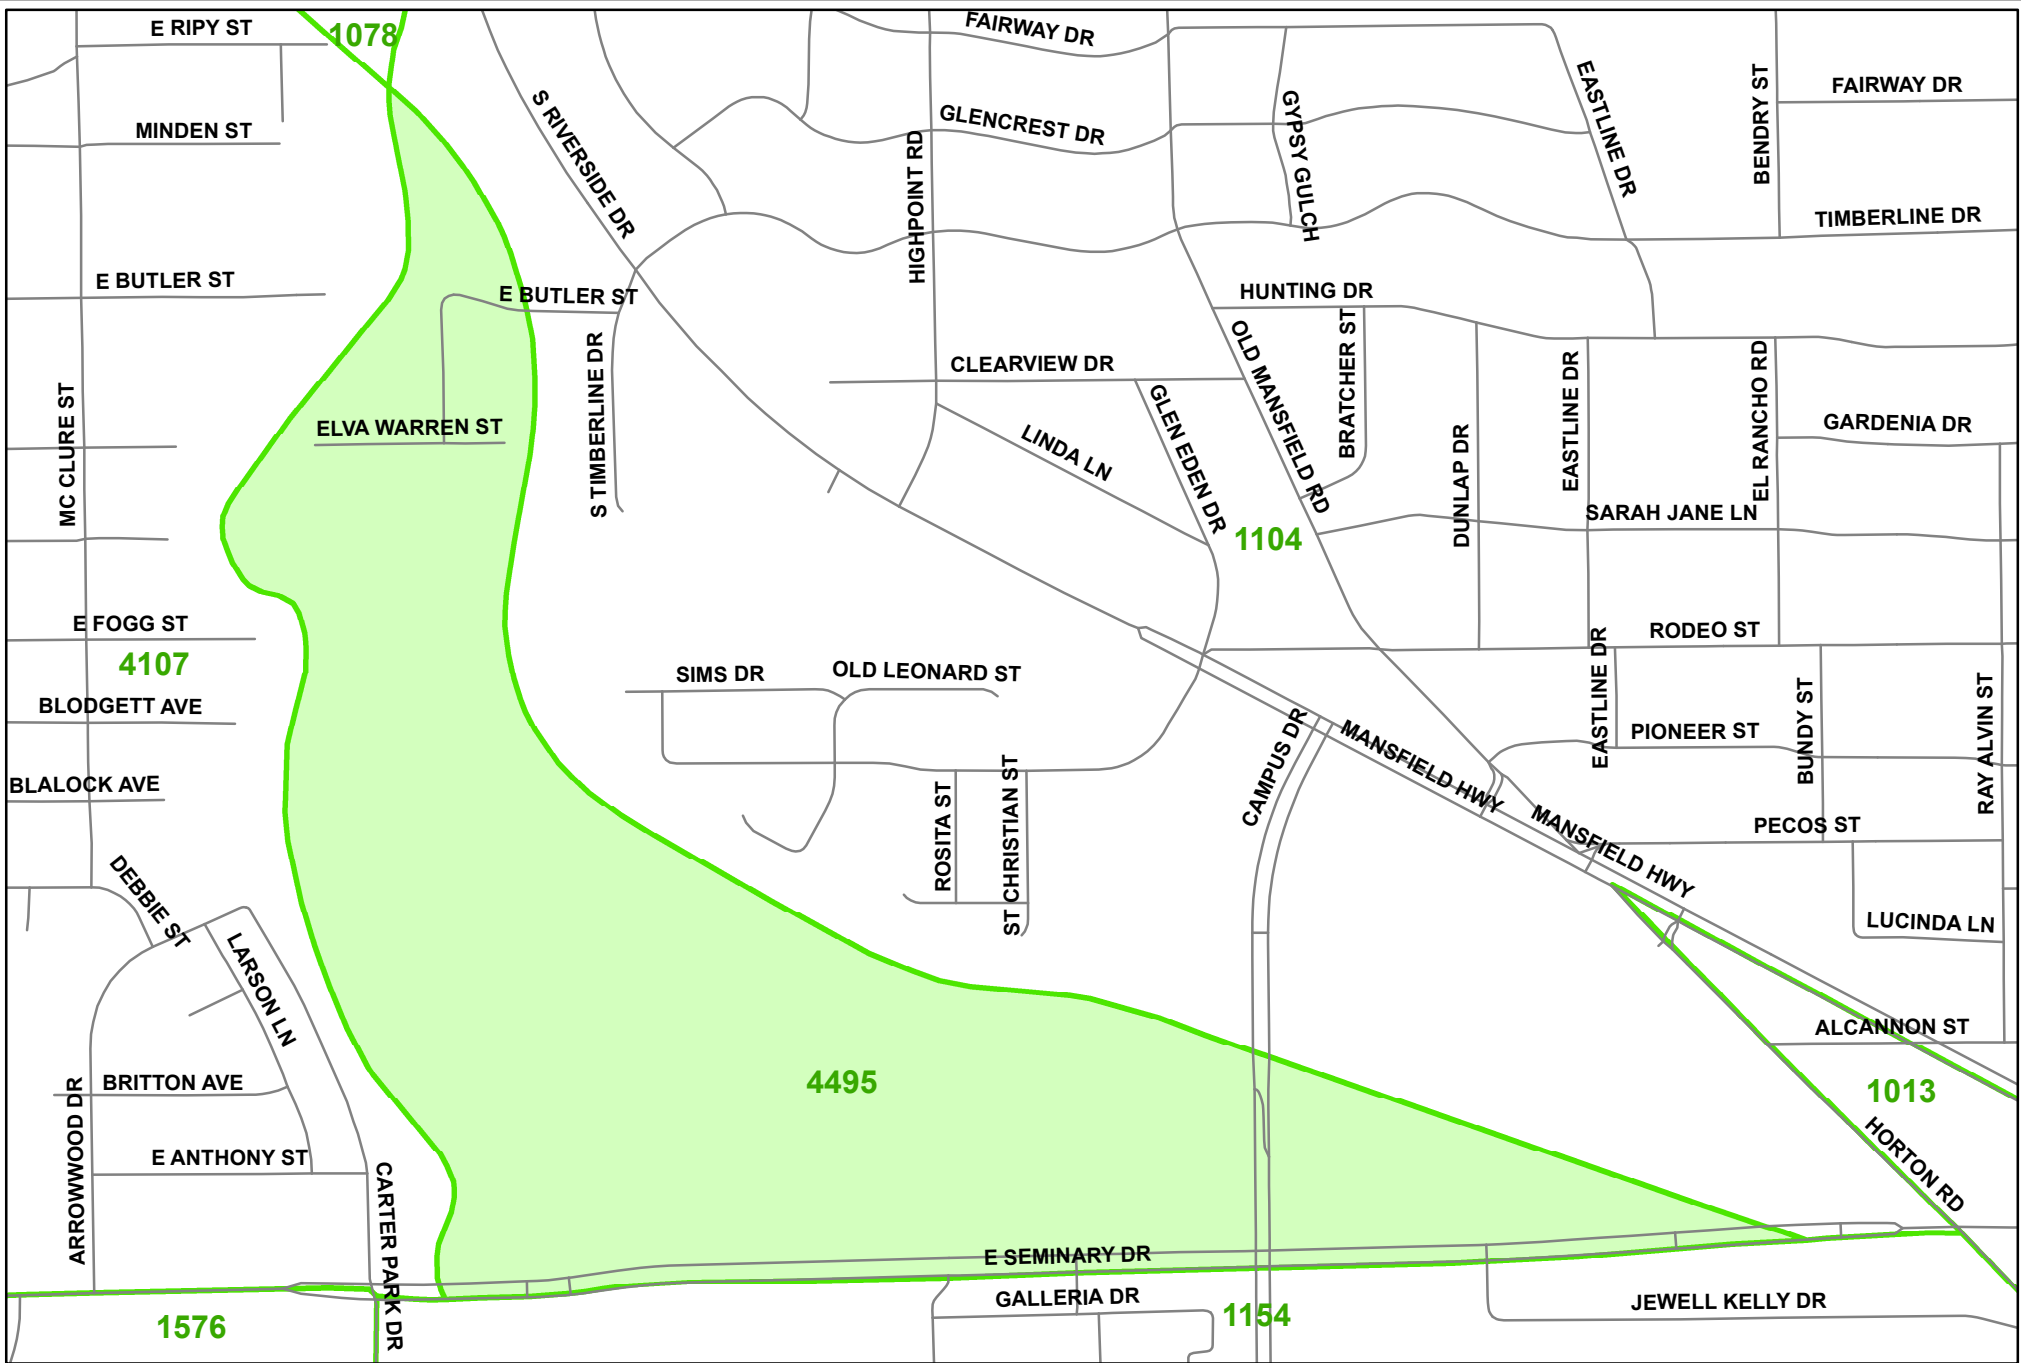 E RIPY ST
1078
FAIRWAY DR
MINDEN ST
S RIVERSIDE DR
GLENCREST DR
HIGHPOINT RD
GYPSY GULCH
EASTLINE DR
BENDRY ST
FAIRWAY DR
TIMBERLINE DR
E BUTLER ST
E BUTLER ST
HUNTING DR
MC CLURE ST
ELVA WARREN ST
S TIMBERLINE DR
CLEARVIEW DR
LINDA LN
GLEN EDEN DR
OLD MANSFIELD RD
BRATCHER ST
DUNLAP DR
EASTLINE DR
EL RANCHO RD
GARDENIA DR
SARAH JANE LN
1104
E FOGG ST
4107
RODEO ST
BLODGETT AVE
SIMS DR
OLD LEONARD ST
CAMPUS DR
MANSFIELD HWY
EASTLINE DR
PIONEER ST
BUNDY ST
RAY ALVIN ST
BLALOCK AVE
ROSITA ST
ST CHRISTIAN ST
MANSFIELD HWY
PECOS ST
DEBBIE ST
LARSON LN
LUCINDA LN
ALCANNON ST
ARROWWOOD DR
BRITTON AVE
4495
1013
E ANTHONY ST
CARTER PARK DR
HORTON RD
E SEMINARY DR
GALLERIA DR
1154
JEWELL KELLY DR
1576